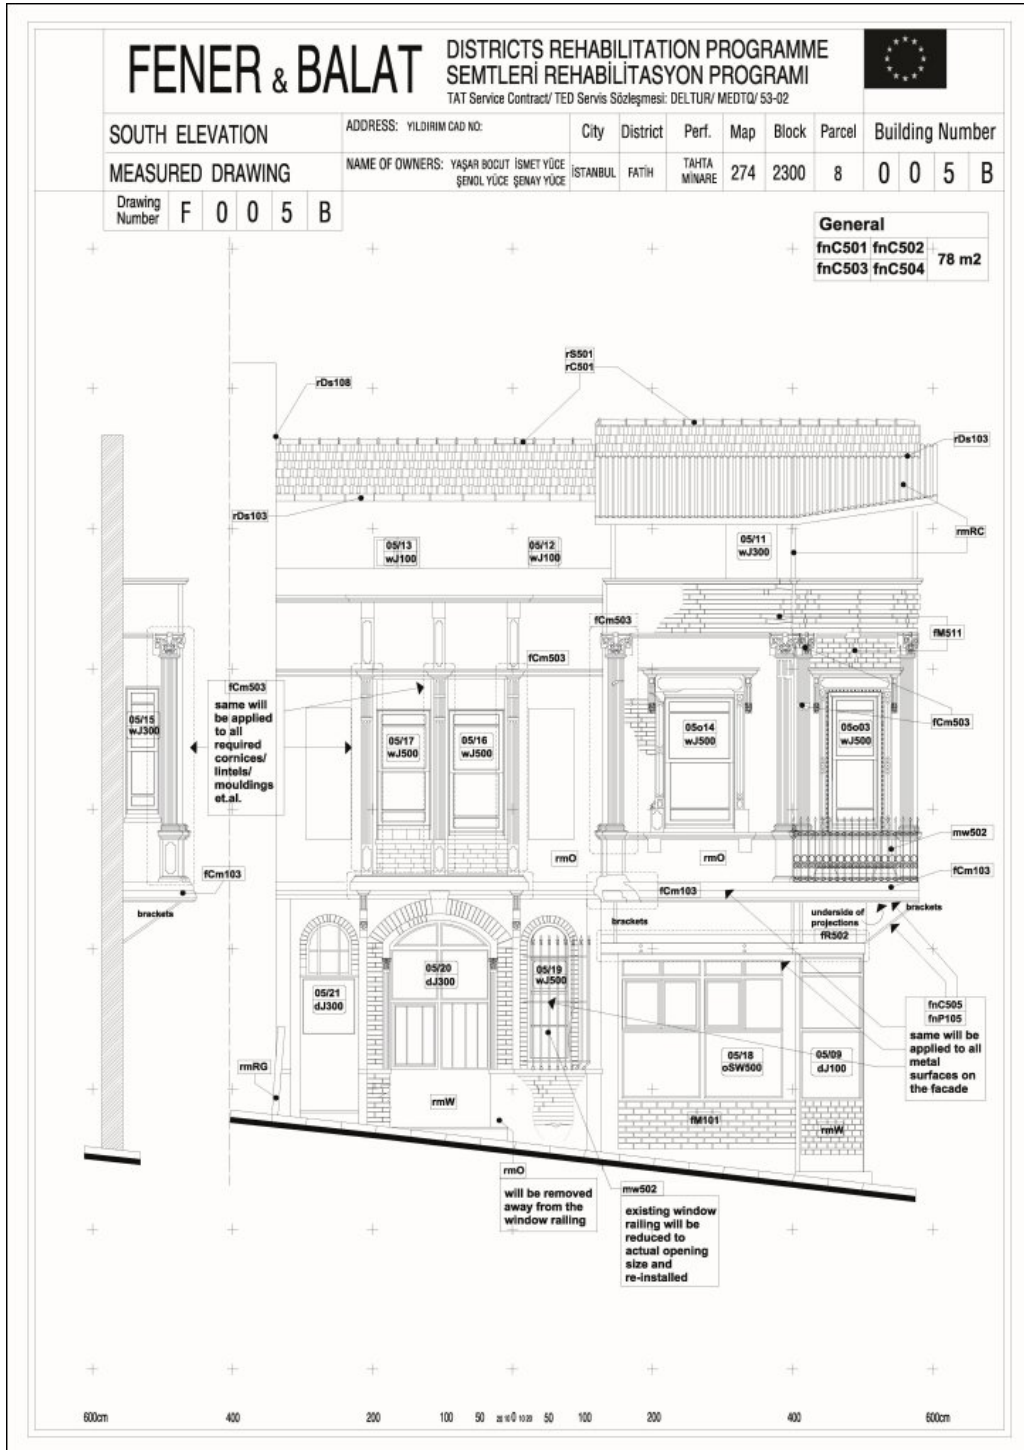 FENER & BALAT
DISTRICTS REHABILITATION PROGRAMME
SEMTLERİ REHABİLİTASYON PROGRAMI
TAT Service Contract/ TED Servis Sözleşmesi: DELTUR/ MEDTQ/ 53-02
SOUTH ELEVATION
ADDRESS: YILDIRIM CAD NO:
City District Perf. Map Block Parcel Building Number
MEASURED DRAWING
NAME OF OWNERS: YAŞAR BOCUT İSMET YÜCE
ŞENOL YÜCE ŞENAY YÜCE
İSTANBUL FATİH TAHTA MİNARE 274 2300 8 0 0 5 B
Drawing Number F 0 0 5 B
General
fnC501 fnC502
fnC503 fnC504
78 m2
rS501
rC501
rDs108
rDs103
rDs103
rmRC
05/13
wJ100
05/12
wJ100
05/11
wJ300
fCm503
fM511
fCm503
fCm503
same will
be applied
to all
required
cornices/
lintels/
mouldings
et.al.
05/15
wJ300
05/17
wJ500
05/16
wJ500
05o14
wJ500
05o03
wJ500
fCm503
mw502
rmO
rmO
fCm103
fCm103
fCm103
brackets
brackets
underside of
projections
brackets
fR502
05/21
dJ300
05/20
dJ300
05/19
wJ500
fnC505
fnP105
same will be
applied to all
metal
surfaces on
the facade
05/18
oSW500
05/09
dJ100
rmRG
rmW
fM101
rmW
rmO
will be removed
away from the
window railing
mw502
existing window
railing will be
reduced to
actual opening
size and
re-installed
600cm 400 200 100 50 20 10 0 10 20 50 100 200 400 600cm